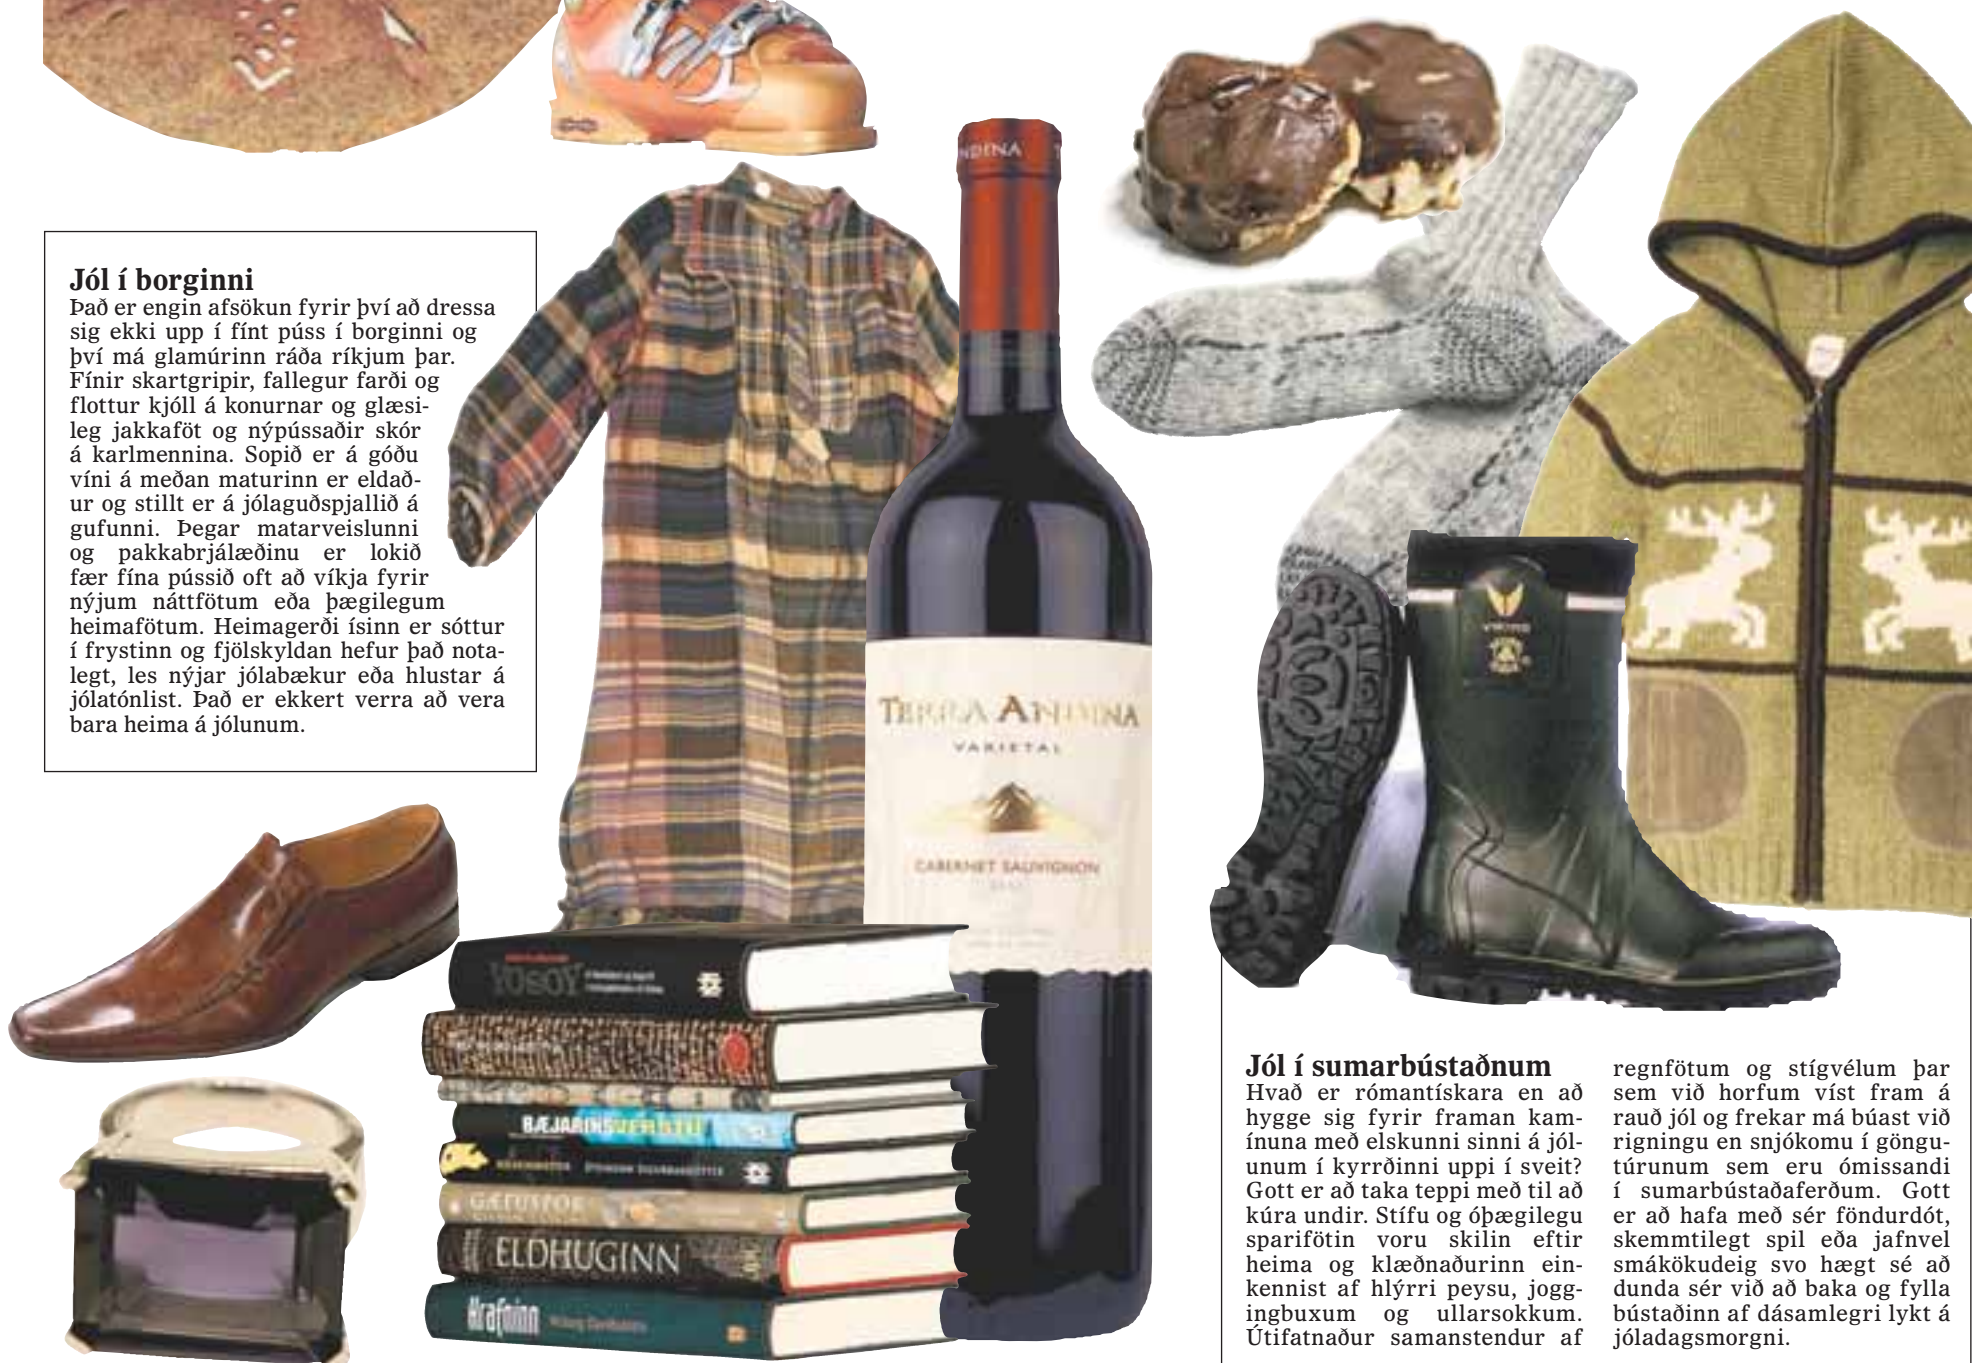 NDINA
Jól í borginni
Það er engin afsökun fyrir því að dressa
sig ekki upp í fínt púss í borginni og
því má glamúrinn ráða ríkjum þar.
Fínir skartgripir, fallegur farði og
flottur kjóll á konurnar og glæsi-
leg jakkaföt og nýpússaðir skór
á karlmennina. Sopið er á góðu
víni á meðan maturinn er eldað-
ur og stillt er á jólaguðspjallið á
gufunni. Þegar matarveislunni
og pakkabrjálæðinu er lokið
fær fína pússið oft að víkja fyrir
nýjum náttfötum eða þægilegum
heimafötum. Heimagerði ísinn er sóttur
í frystinn og fjölskyldan hefur það nota-
legt, les nýjar jólabækur eða hlustar á
jólatónlist. Það er ekkert verra að vera
bara heima á jólunum.
TERRA ANDINA
VARIETAL
CABERNET SAUVIGNON
YOSOY
BÆJARINS
GÆTUSPOR
ELDHUGINN
Hrafninn
Jól í sumarbústaðnum
Hvað er rómantískara en að
hygge sig fyrir framan kam-
ínuna með elskunni sinni á jól-
unum í kyrrðinni uppi í sveit?
Gott er að taka teppi með til að
kúra undir. Stífu og óþægilegu
sparifötin voru skilin eftir
heima og klæðnaðurinn ein-
kennist af hlýrri peysu, jogg-
ingbuxum og ullarsokkum.
Útifatnaður samanstendur af
regnfötum og stígvélum þar
sem við horfum víst fram á
rauð jól og frekar má búast við
rigningu en snjókomu í göngu-
túrunum sem eru ómissandi
í sumarbústaðaferðum. Gott
er að hafa með sér föndurdót,
skemmtilegt spil eða jafnvel
smákökudeig svo hægt sé að
dunda sér við að baka og fylla
bústaðinn af dásamlegri lykt á
jóladagsmorgni.